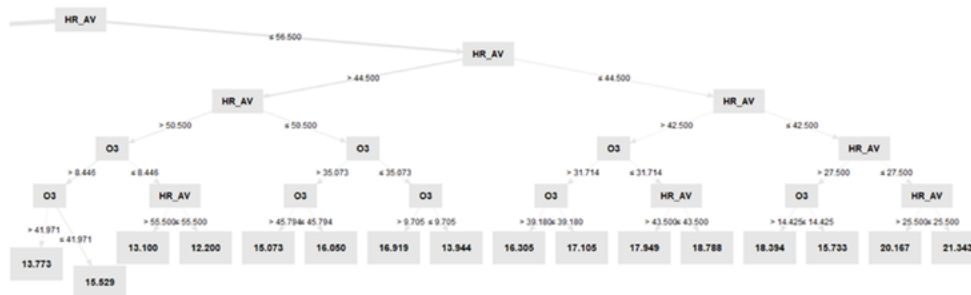 HR_AV
≤ 56.500
HR_AV
> 44.500 ≤ 44.500
HR_AV HR_AV
> 50.500 ≤ 50.500 > 42.500 ≤ 42.500
O3 O3 O3 HR_AV
> 8.446 ≤ 8.446 > 35.073 ≤ 35.073 > 31.714 ≤ 31.714 > 27.500 ≤ 27.500
O3 HR_AV O3 O3 O3 HR_AV O3 HR_AV
> 41.971 > 55.500 ≤ 55.500 > 45.794 ≤ 45.794 > 9.705 ≤ 9.705 > 39.180 ≤ 39.180 > 43.500 ≤ 43.500 > 14.425 ≤ 14.425 > 25.500 ≤ 25.500
≤ 41.971
13.100 12.200 15.073 16.050 16.919 13.944 16.305 17.105 17.949 18.788 18.394 15.733 20.167 21.343
13.773
15.529